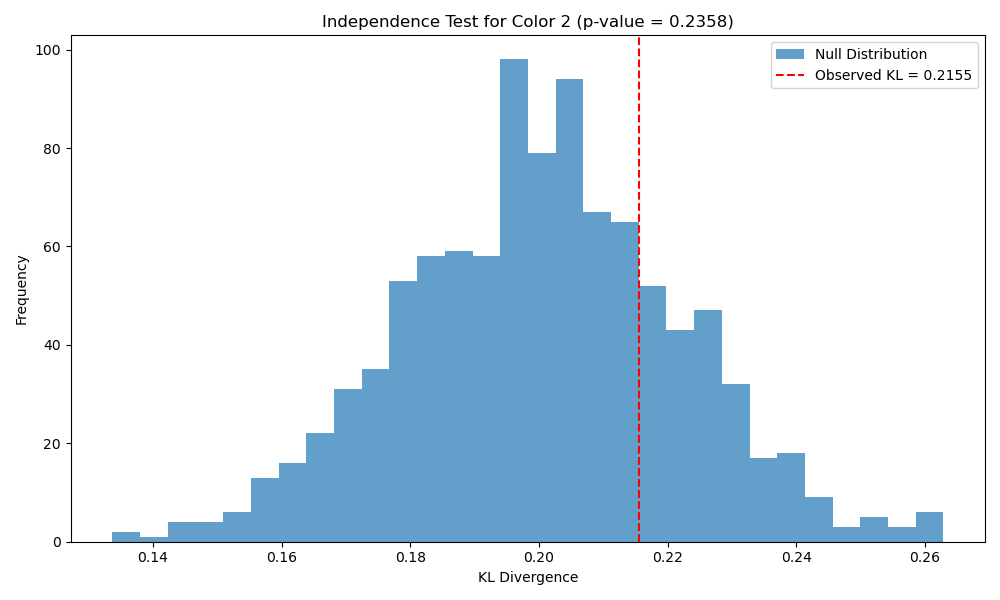 Independence Test for Color 2 (p-value = 0.2358)
Null Distribution
Observed KL = 0.2155
Frequency
100
80
60
40
20
0
0.14 0.16 0.18 0.20 0.22 0.24 0.26
KL Divergence